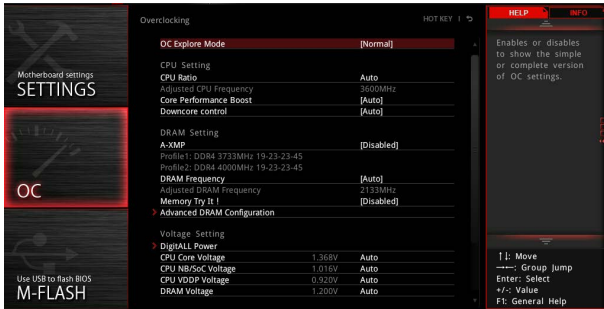 Motherboard settings
SETTINGS
OC
Use USB to flash BIOS
M-FLASH
Overclocking
HOT KEY
OC Explore Mode [Normal]
CPU Setting
CPU Ratio Auto
Adjusted CPU Frequency 3600MHz
Core Performance Boost [Auto]
Downcore control [Auto]
DRAM Setting
A-XMP [Disabled]
Profile1: DDR4 3733MHz 19-23-23-45
Profile2: DDR4 4000MHz 19-23-23-45
DRAM Frequency [Auto]
Adjusted DRAM Frequency 2133MHz
Memory Try It ! [Disabled]
Advanced DRAM Configuration
Voltage Setting
DigitALL Power
CPU Core Voltage 1.368V Auto
CPU NB/SoC Voltage 1.016V Auto
CPU VDDP Voltage 0.920V Auto
DRAM Voltage 1.200V Auto
HELP INFO
Enables or disables
to show the simple
or complete version
of OC settings.
↑↓: Move
→←: Group Jump
Enter: Select
+/-: Value
F1: General Help